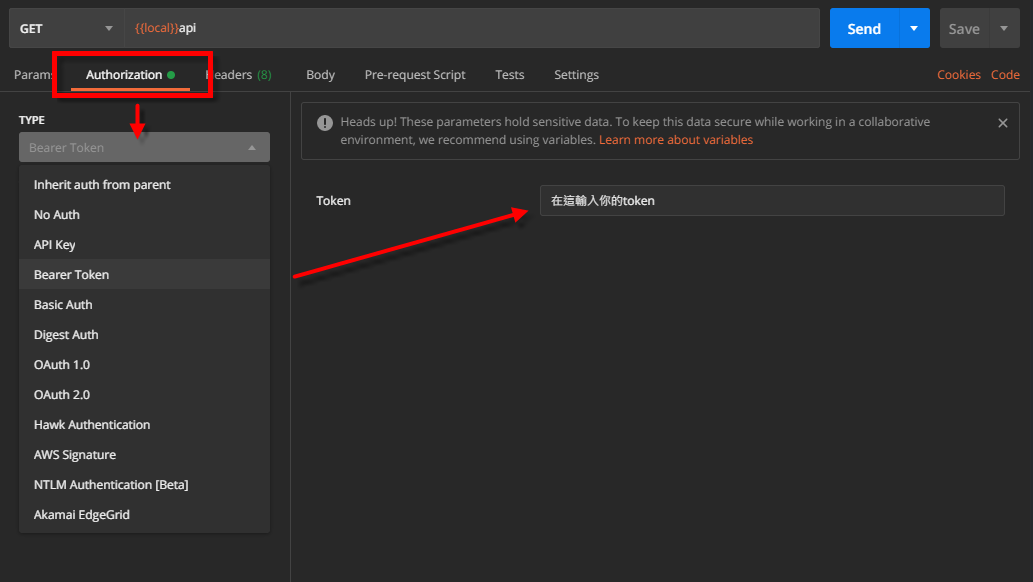 GET {{local}}api Send Save
Params Authorization Headers (8) Body Pre-request Script Tests Settings Cookies Code
TYPE
Bearer Token
Inherit auth from parent
No Auth
API Key
Bearer Token
Basic Auth
Digest Auth
OAuth 1.0
OAuth 2.0
Hawk Authentication
AWS Signature
NTLM Authentication [Beta]
Akamai EdgeGrid
Heads up! These parameters hold sensitive data. To keep this data secure while working in a collaborative
environment, we recommend using variables. Learn more about variables
Token 在這輸入你的token